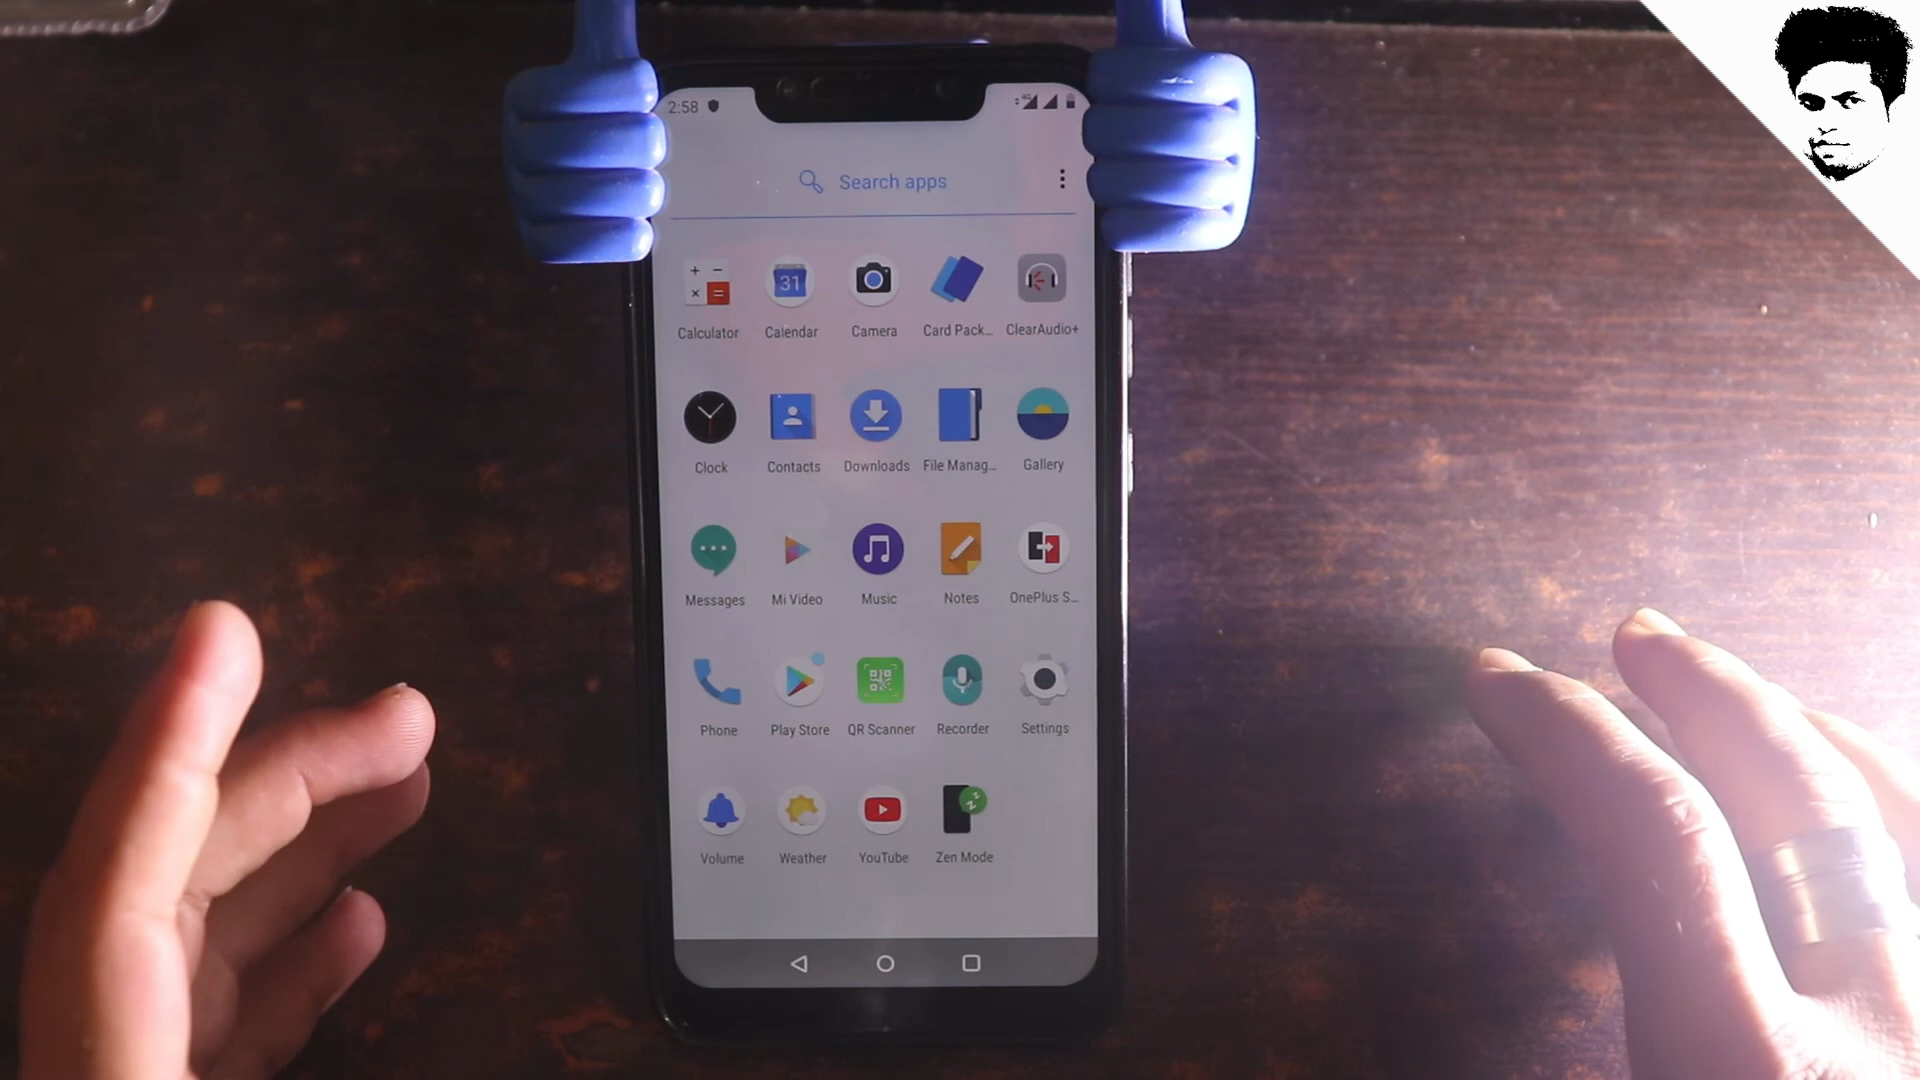 2:58
Search apps
Calculator Calendar Camera Card Pack... ClearAudio+
31
Clock Contacts Downloads File Manag... Gallery
Messages Mi Video Music Notes OnePlus S...
Phone Play Store QR Scanner Recorder Settings
Volume Weather YouTube Zen Mode